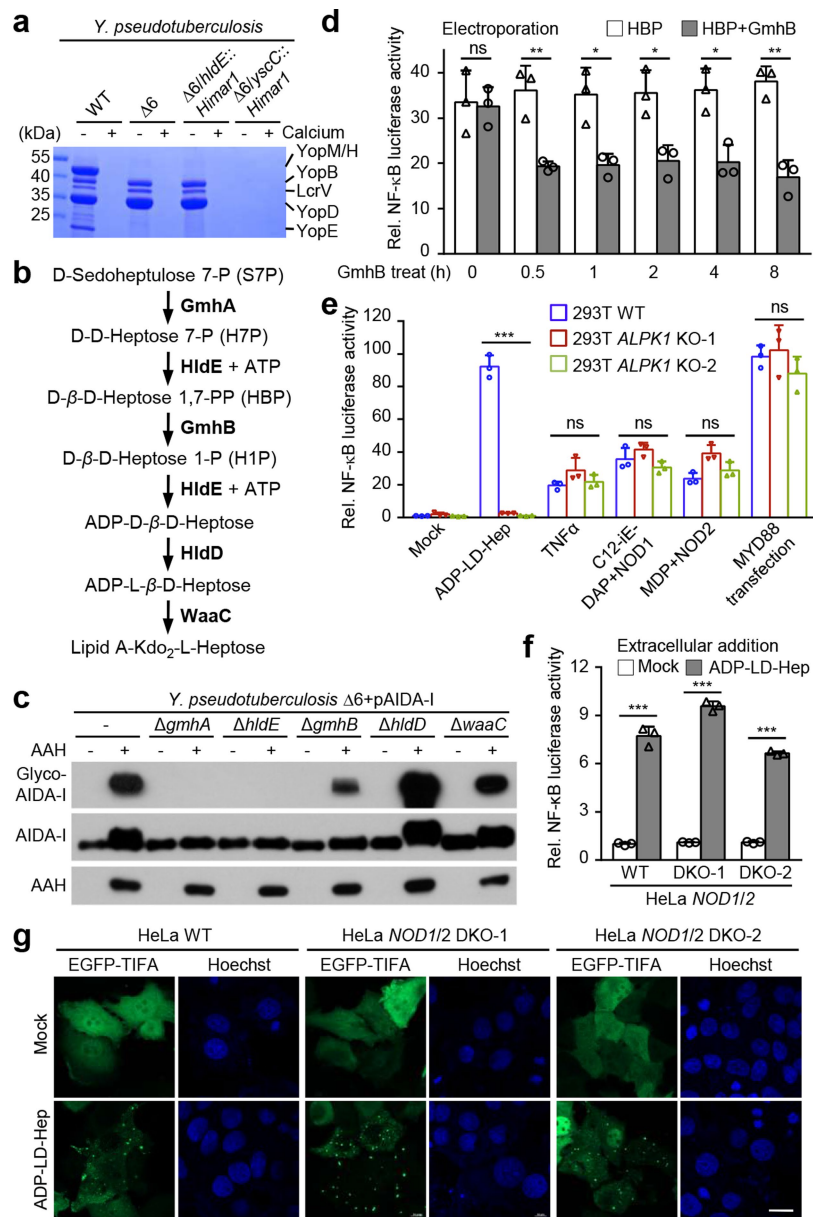 a
Y. pseudotuberculosis
WT
Δ6
Δ6/hldE::
Himar1
Δ6/yscC::
Himar1
(kDa) - + - + - + - + Calcium
55
40
35
25
YopM/H
YopB
LcrV
YopD
YopE
b
D-Sedoheptulose 7-P (S7P)
GmhA
D-D-Heptose 7-P (H7P)
HldE + ATP
D-β-D-Heptose 1,7-PP (HBP)
GmhB
D-β-D-Heptose 1-P (H1P)
HldE + ATP
ADP-D-β-D-Heptose
HldD
ADP-L-β-D-Heptose
WaaC
Lipid A-Kdo2-L-Heptose
c
Y. pseudotuberculosis Δ6+pAIDA-I
- ΔgmhA ΔhldE ΔgmhB ΔhldD ΔwaaC
AAH - + - + - + - + - + - +
Glyco-
AIDA-I
AIDA-I
AAH
d
Electroporation HBP HBP+GmhB
ns ** * * * **
Rel. NF-κB luciferase activity
40
30
20
10
0
GmhB treat (h) 0 0.5 1 2 4 8
e
293T WT
293T ALPK1 KO-1
293T ALPK1 KO-2
Rel. NF-κB luciferase activity
120
100
80
60
40
20
0
*** ns ns ns ns
Mock
ADP-LD-Hep
TNFα
C12-iE-
DAP+NOD1
MDP+NOD2
MYD88
transfection
f
Extracellular addition
Mock ADP-LD-Hep
Rel. NF-κB luciferase activity
12
9
6
3
0
*** *** ***
WT DKO-1 DKO-2
HeLa NOD1/2
g
HeLa WT HeLa NOD1/2 DKO-1 HeLa NOD1/2 DKO-2
EGFP-TIFA Hoechst EGFP-TIFA Hoechst EGFP-TIFA Hoechst
Mock
ADP-LD-Hep